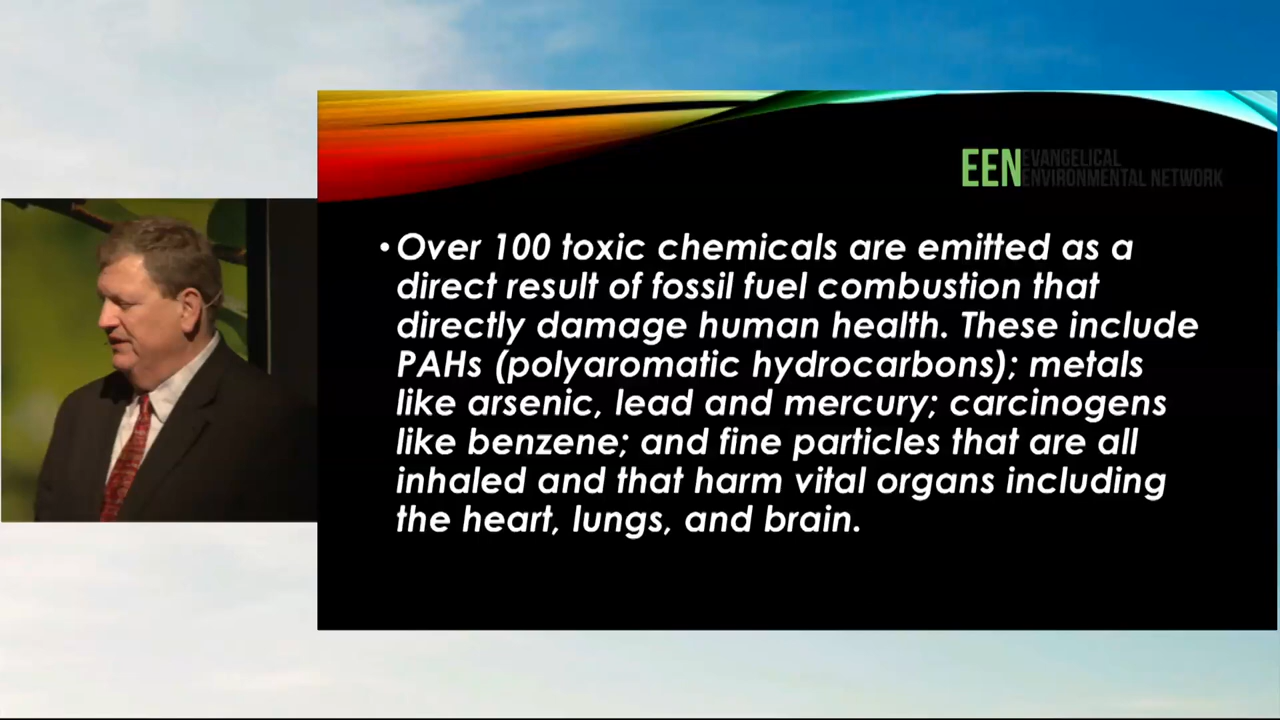 EEN EVANGELICAL
ENVIRONMENTAL NETWORK
• Over 100 toxic chemicals are emitted as a
direct result of fossil fuel combustion that
directly damage human health. These include
PAHs (polyaromatic hydrocarbons); metals
like arsenic, lead and mercury; carcinogens
like benzene; and fine particles that are all
inhaled and that harm vital organs including
the heart, lungs, and brain.